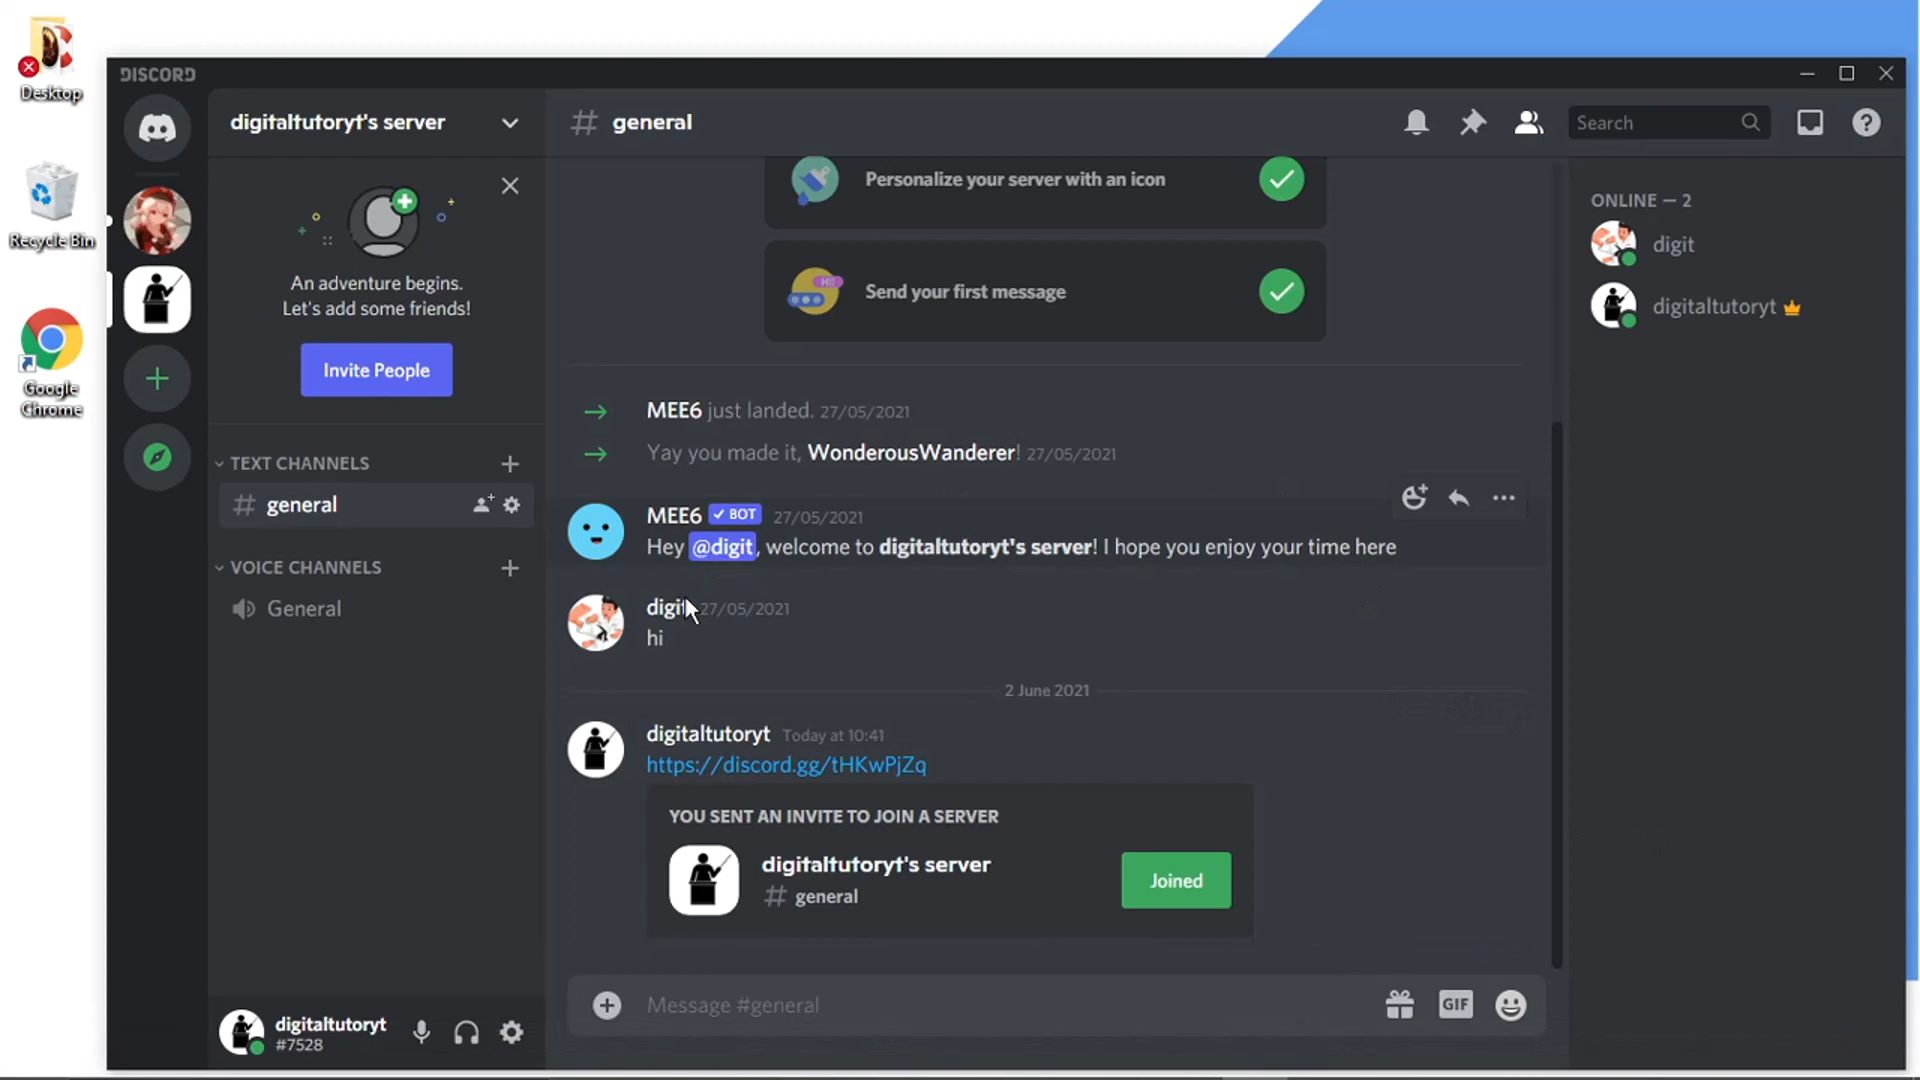 Desktop
Recycle Bin
Google
Chrome
DISCORD
digitaltutoryt's server
An adventure begins.
Let's add some friends!
Invite People
TEXT CHANNELS
general
VOICE CHANNELS
General
digitaltutoryt
#7528
general
Search
Personalize your server with an icon
HI!
Send your first message
MEE6 just landed. 27/05/2021
Yay you made it, WonderousWanderer! 27/05/2021
MEE6 BOT 27/05/2021
Hey @digit, welcome to digitaltutoryt's server! I hope you enjoy your time here
digit 27/05/2021
hi
2 June 2021
digitaltutoryt Today at 10:41
https://discord.gg/tHKwPjZq
YOU SENT AN INVITE TO JOIN A SERVER
digitaltutoryt's server
general
Joined
Message #general
GIF
ONLINE — 2
digit
digitaltutoryt